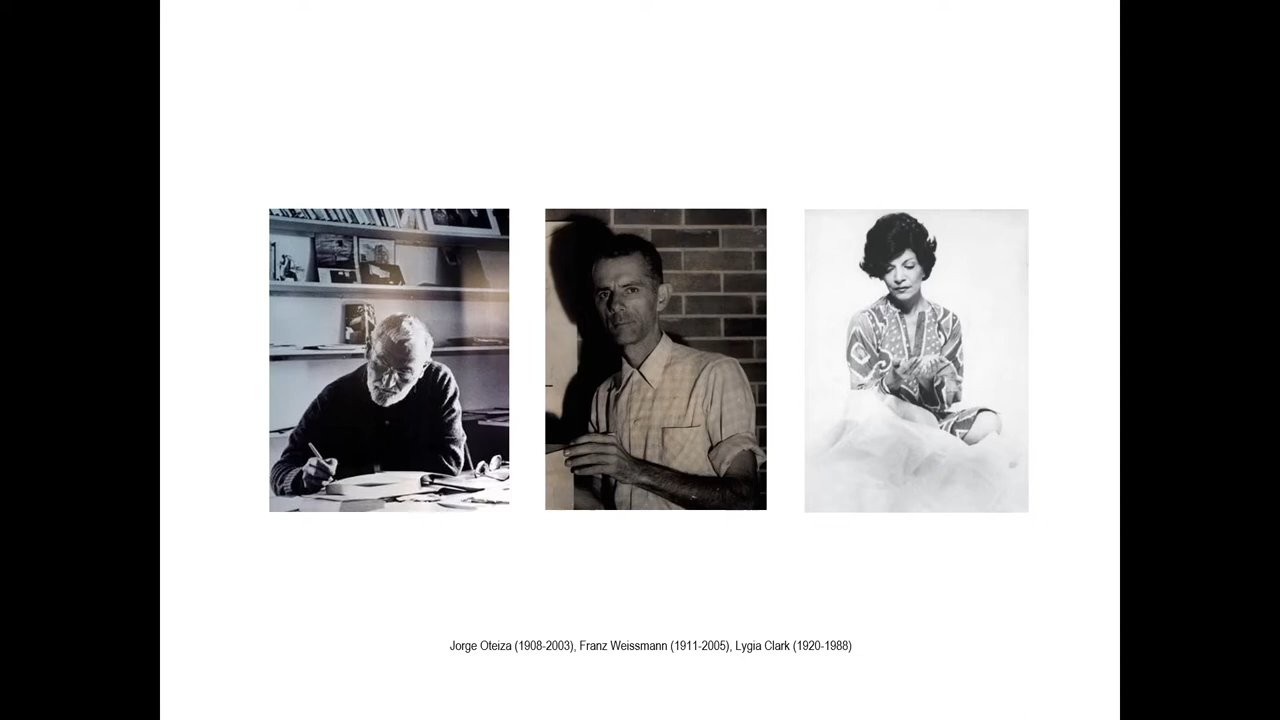 Jorge Oteiza (1908-2003), Franz Weissmann (1911-2005), Lygia Clark (1920-1988)